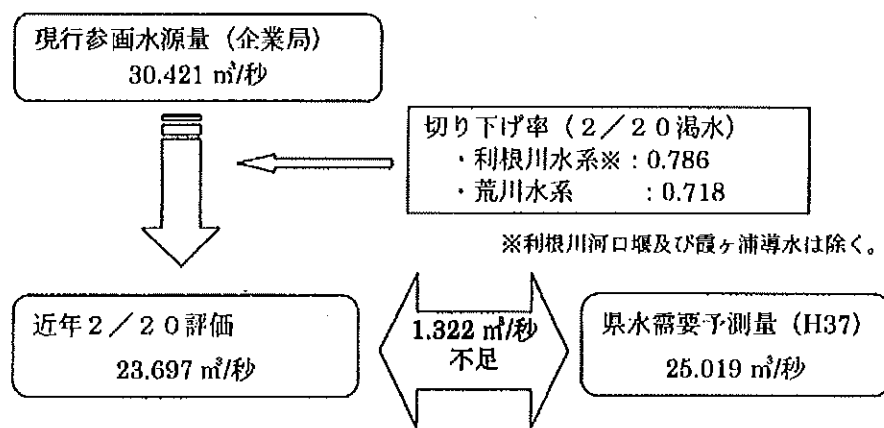 現行参画水源量（企業局）
30.421 ㎥/秒
切り下げ率（２／２０渇水）
・利根川水系※：0.786
・荒川水系　　：0.718
※利根川河口堰及び霞ヶ浦導水は除く。
近年２／２０評価
23.697 ㎥/秒
1.322 ㎥/秒
不足
県水需要予測量（H37）
25.019 ㎥/秒